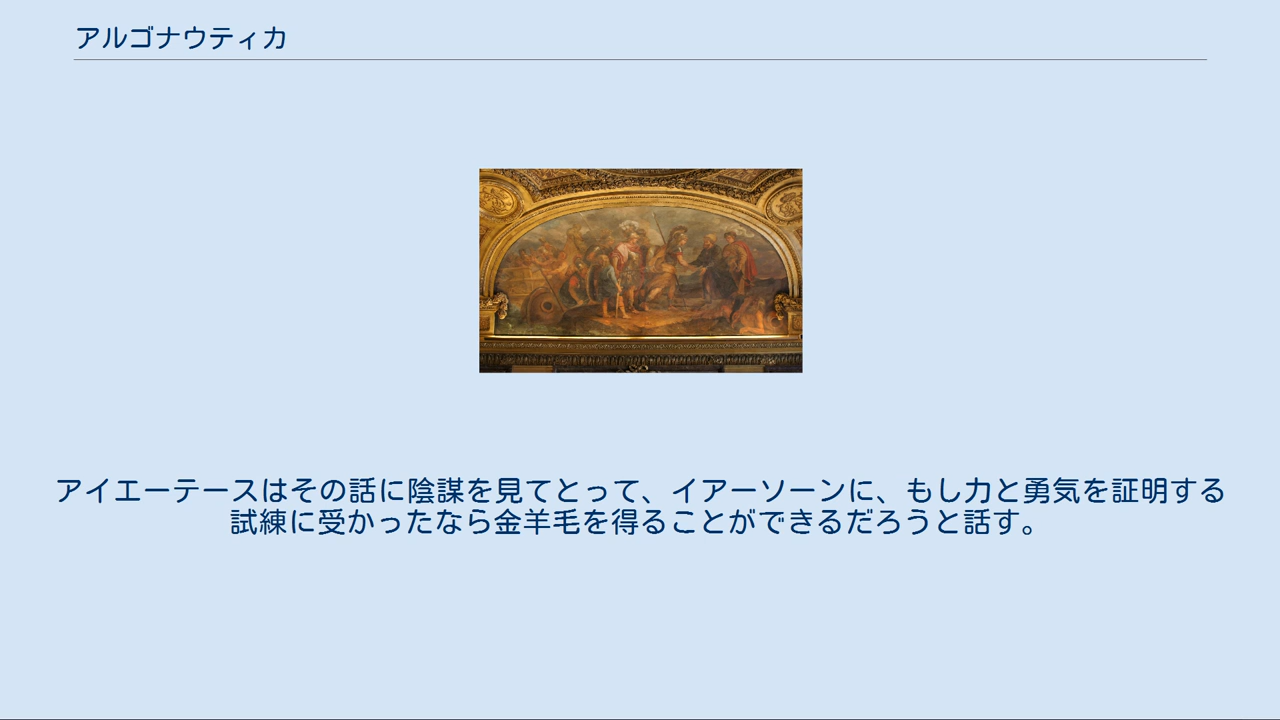 アルゴナウティカ
アイエーテースはその話に陰謀を見てとって、イアーソーンに、もし力と勇気を証明する
試練に受かったなら金羊毛を得ることができるだろうと話す。